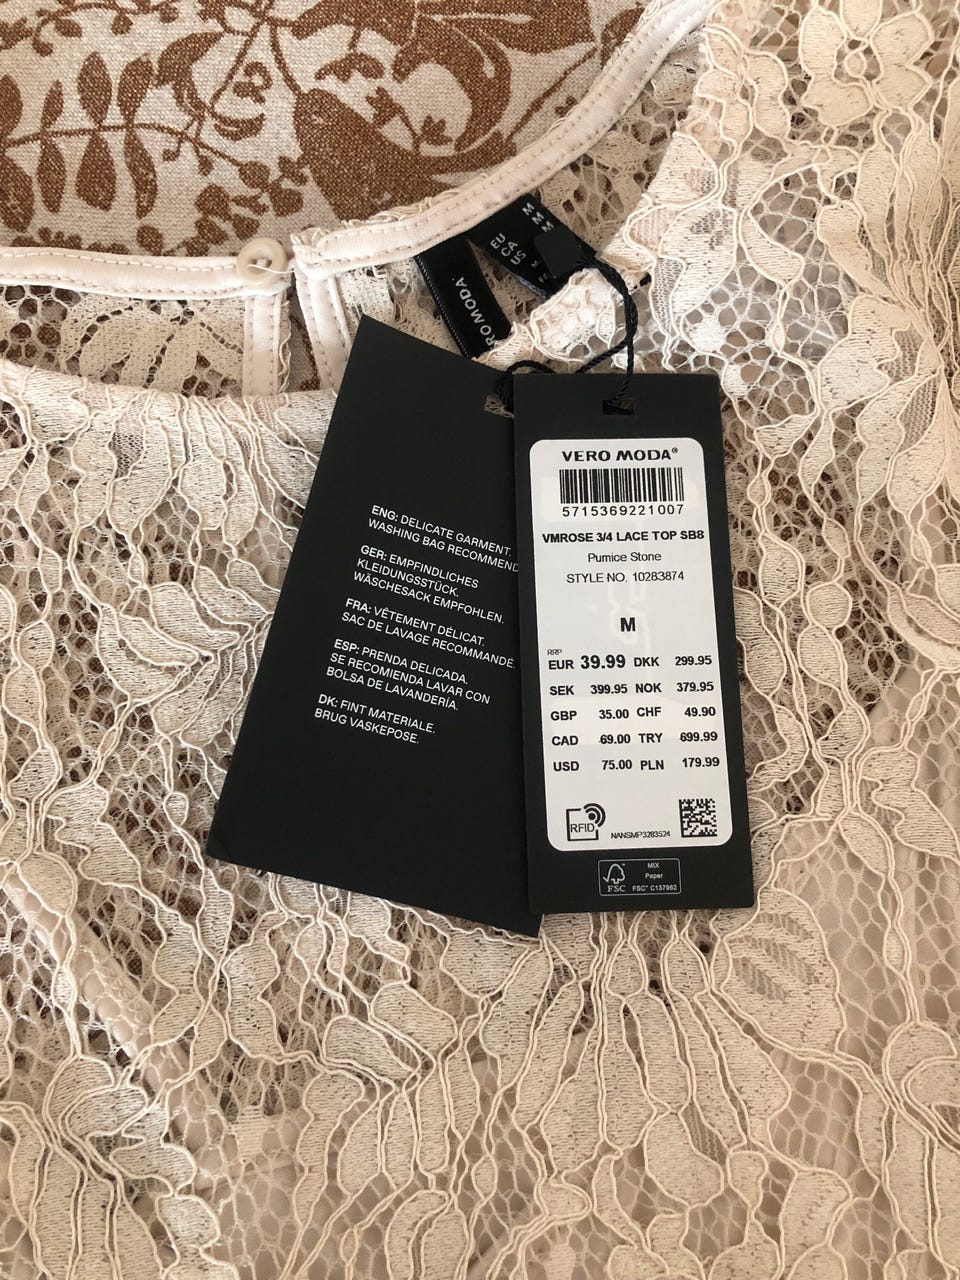 M
M
M
EU
CA
US
ROMODA
ENG: DELICATE GARMENT.
WASHING BAG RECOMMEND
GER: EMPFINDLICHES
KLEIDUNGSSTÜCK.
WÄSCHESACK EMPFOHLEN.
FRA: VÊTEMENT DÉLICAT.
SAC DE LAVAGE RECOMMANDÉ.
ESP: PRENDA DELICADA.
SE RECOMIENDA LAVAR CON
BOLSA DE LAVANDERÍA.
DK: FINT MATERIALE.
BRUG VASKEPOSE.
VERO MODA®
5715369221007
VMROSE 3/4 LACE TOP SB8
Pumice Stone
STYLE NO. 10283874
M
RRP
EUR 39.99 DKK 299.95
SEK 399.95 NOK 379.95
GBP 35.00 CHF 49.90
CAD 69.00 TRY 699.99
USD 75.00 PLN 179.99
RFID
NANSMP3283524
MIX
Paper
FSC FSC™ C137962